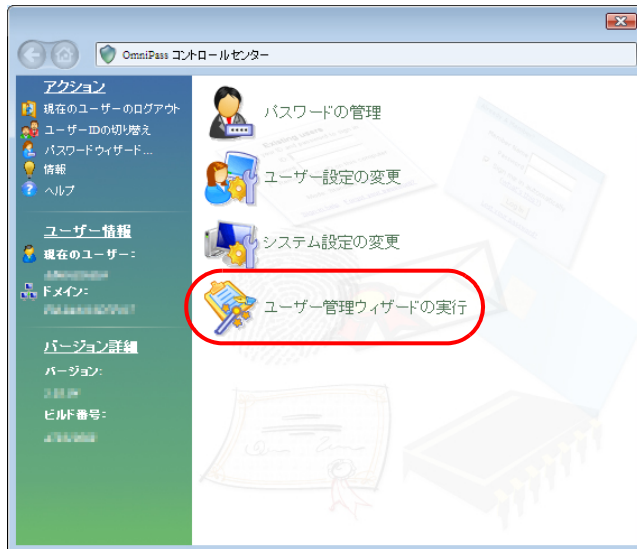 OmniPass コントロールセンター
アクション
現在のユーザーのログアウト
ユーザーIDの切り替え
パスワードウィザード...
情報
ヘルプ
ユーザー情報
現在のユーザー:
ドメイン:
バージョン詳細
バージョン:
ビルド番号:
パスワードの管理
ユーザー設定の変更
システム設定の変更
ユーザー管理ウィザードの実行